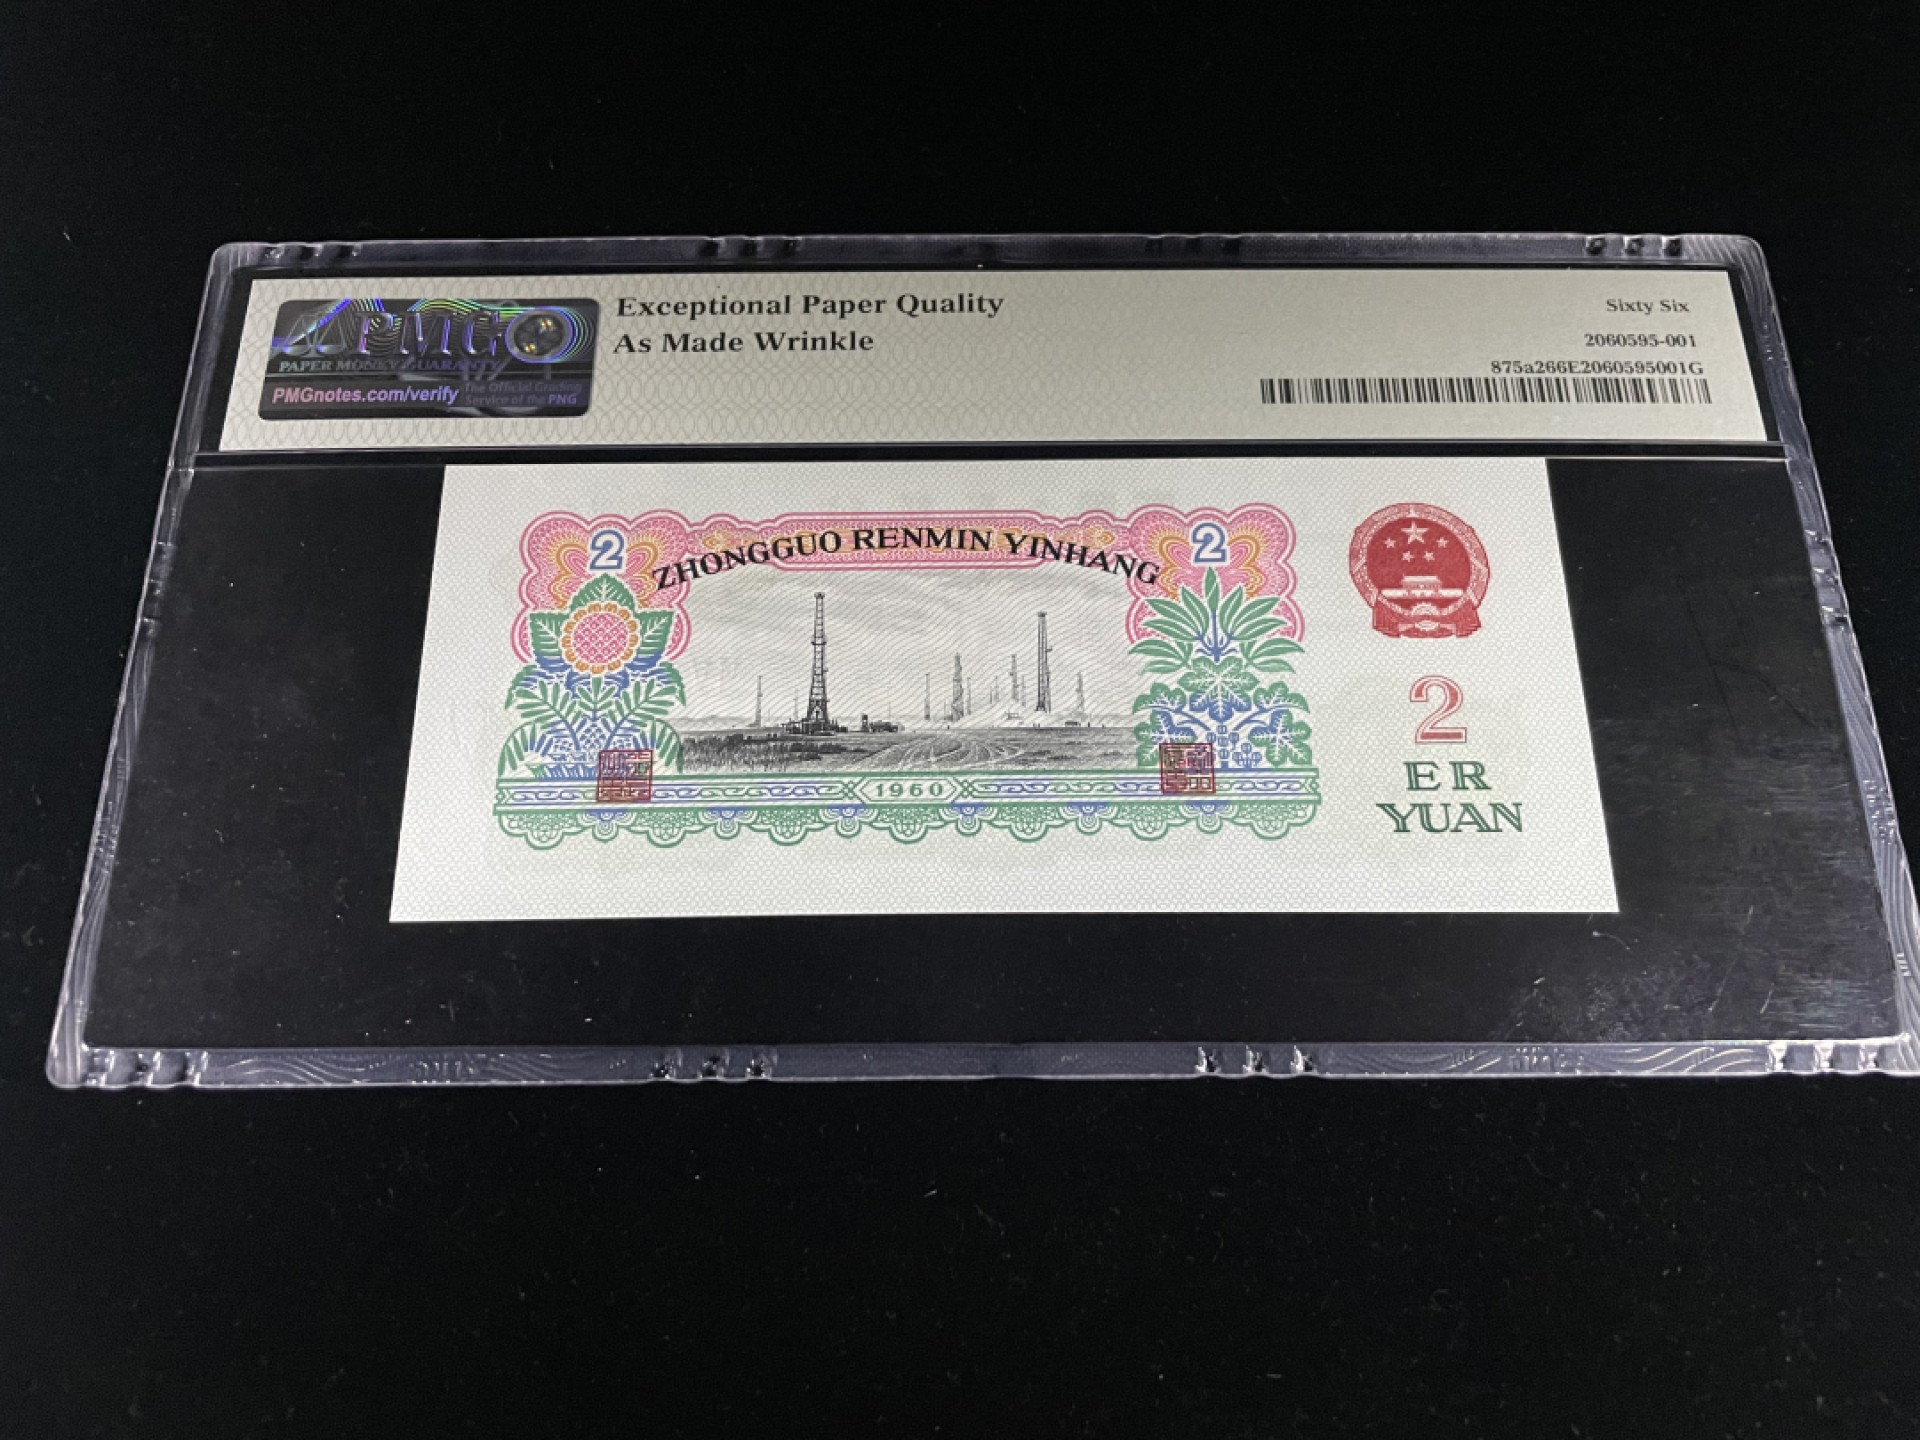 PMG
PAPER MONEY GUARANTY
PMGnotes.com/verify
The Official Grading
Service of the PNG
Exceptional Paper Quality
As Made Wrinkle
Sixty Six
2060595-001
875a266E2060595001G
2
ZHONGGUO RENMIN YINHANG
2
1960
2
ER
YUAN